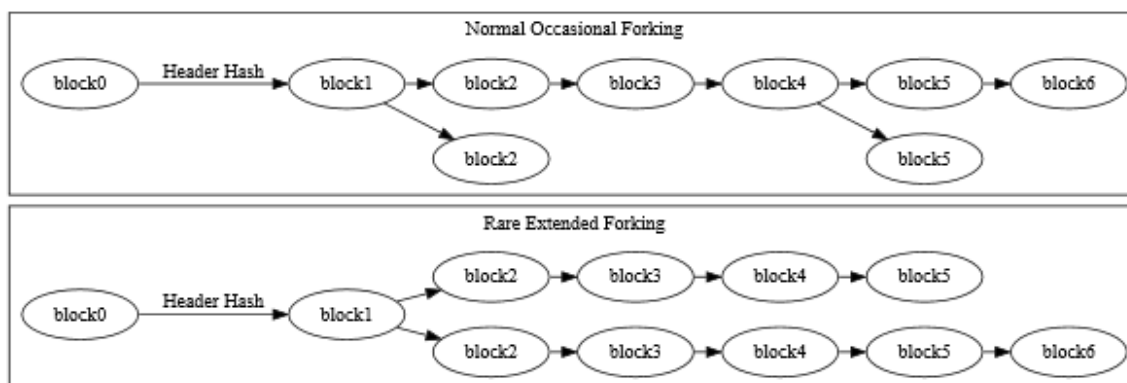 Normal Occasional Forking
block0 Header Hash block1 block2 block3 block4 block5 block6
block2 block5
Rare Extended Forking
block2 block3 block4 block5
block0 Header Hash block1
block2 block3 block4 block5 block6